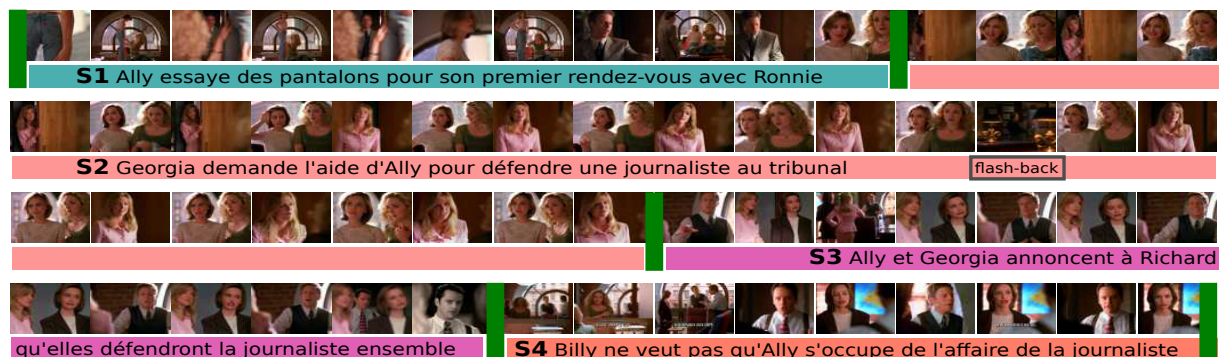 S1 Ally essaye des pantalons pour son premier rendez-vous avec Ronnie
S2 Georgia demande l'aide d'Ally pour défendre une journaliste au tribunal
flash-back
S3 Ally et Georgia annoncent à Richard
qu'elles défendront la journaliste ensemble
S4 Billy ne veut pas qu'Ally s'occupe de l'affaire de la journaliste